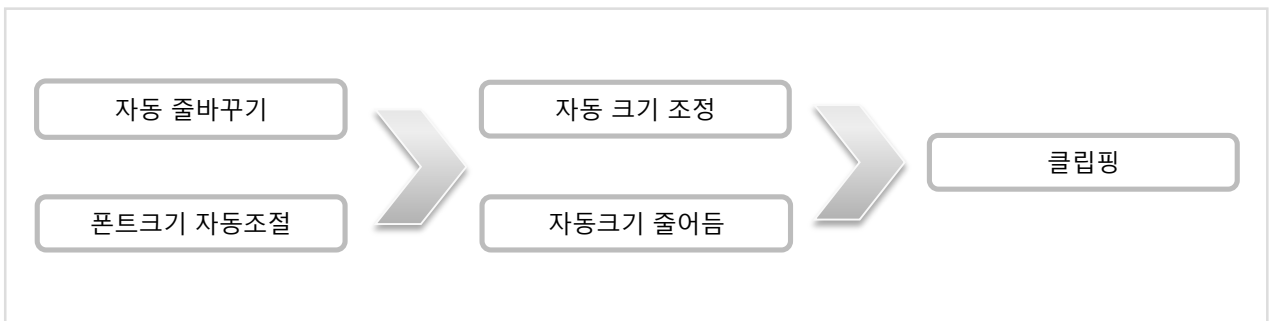 자동 줄바꾸기
폰트크기 자동조절
자동 크기 조정
자동크기 줄어듬
클립핑